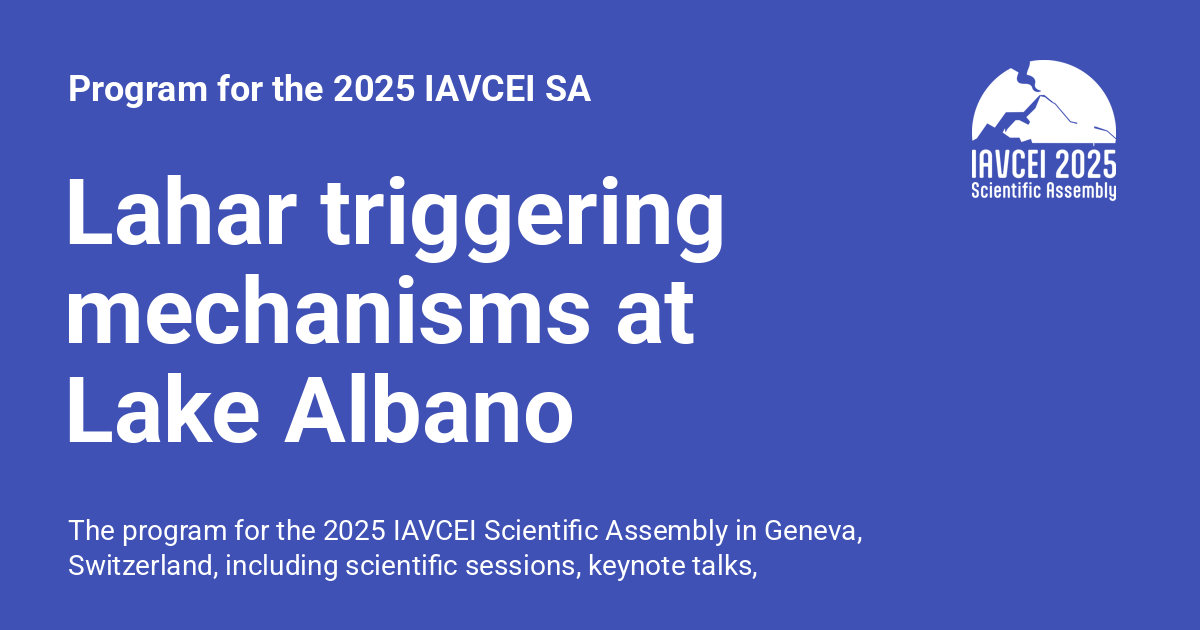 Program for the 2025 IAVCEI SA
IAVCEI 2025
Scientific Assembly
Lahar triggering
mechanisms at
Lake Albano
The program for the 2025 IAVCEI Scientific Assembly in Geneva,
Switzerland, including scientific sessions, keynote talks,